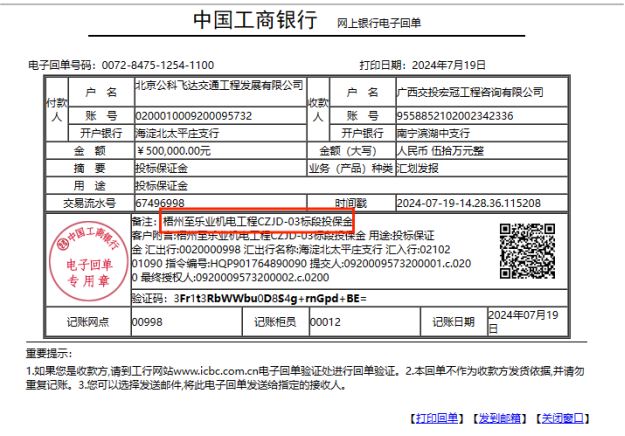 中国工商银行 网上银行电子回单
电子回单号码：0072-8475-1254-1100 打印日期：2024年7月19日
付款人 户 名 北京公科飞达交通工程发展有限公司 收款人 户 名 广西交投宏冠工程咨询有限公司
账 号 0200010009200095732 账 号 9558852102002342336
开户银行 海淀北太平庄支行 开户银行 南宁滨湖中支行
金 额 ￥500,000.00元 金额（大写） 人民币 伍拾万元整
摘 要 投标保证金 业务（产品）种类 汇划发报
用 途 投标保证金
交易流水号 67496998 时间戳 2024-07-19-14.28.36.115208
中国工商银行
电子回单
专用章
备注：梧州至乐业机电工程CZJD-03标段投保金
客户附言:梧州至乐业机电工程CZJD-03标段投保金 用途:投标保证
金 汇出行:0020000998 汇出行名称:海淀北太平庄支行 汇入行:02102
01090 指令编号:HQP901764890090 提交人:0920009573200001.c.020
0 最终授权人:0920009573200002.c.0200
验证码：3Fr1t3RbWWbu0D8S4g+rnGpd+BE=
记账网点 00998 记账柜员 00012 记账日期 2024年07月19
日
重要提示：
1.如果您是收款方,请到工行网站www.icbc.com.cn电子回单验证处进行回单验证。2.本回单不作为收款方发货依据,并请勿
重复记账。3.您可以选择发送邮件,将此电子回单发送给指定的接收人。
【打印回单】【发到邮箱】【关闭窗口】